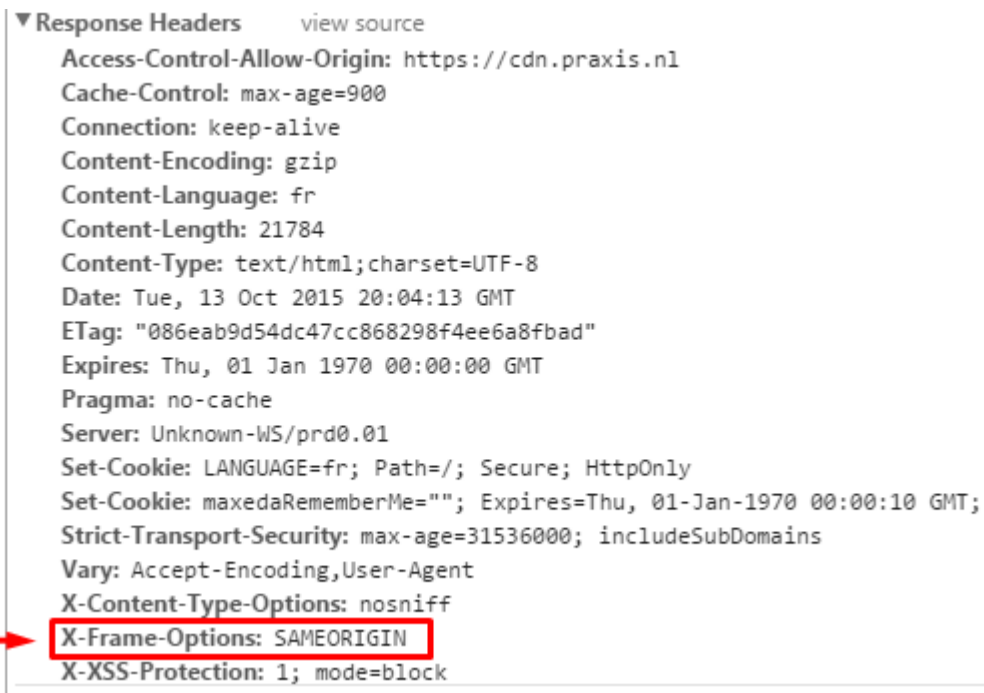 ▼Response Headers view source
Access-Control-Allow-Origin: https://cdn.praxis.nl
Cache-Control: max-age=900
Connection: keep-alive
Content-Encoding: gzip
Content-Language: fr
Content-Length: 21784
Content-Type: text/html;charset=UTF-8
Date: Tue, 13 Oct 2015 20:04:13 GMT
ETag: "086eab9d54dc47cc868298f4ee6a8fbad"
Expires: Thu, 01 Jan 1970 00:00:00 GMT
Pragma: no-cache
Server: Unknown-WS/prd0.01
Set-Cookie: LANGUAGE=fr; Path=/; Secure; HttpOnly
Set-Cookie: maxedaRememberMe=""; Expires=Thu, 01-Jan-1970 00:00:10 GMT;
Strict-Transport-Security: max-age=31536000; includeSubDomains
Vary: Accept-Encoding,User-Agent
X-Content-Type-Options: nosniff
X-Frame-Options: SAMEORIGIN
X-XSS-Protection: 1; mode=block